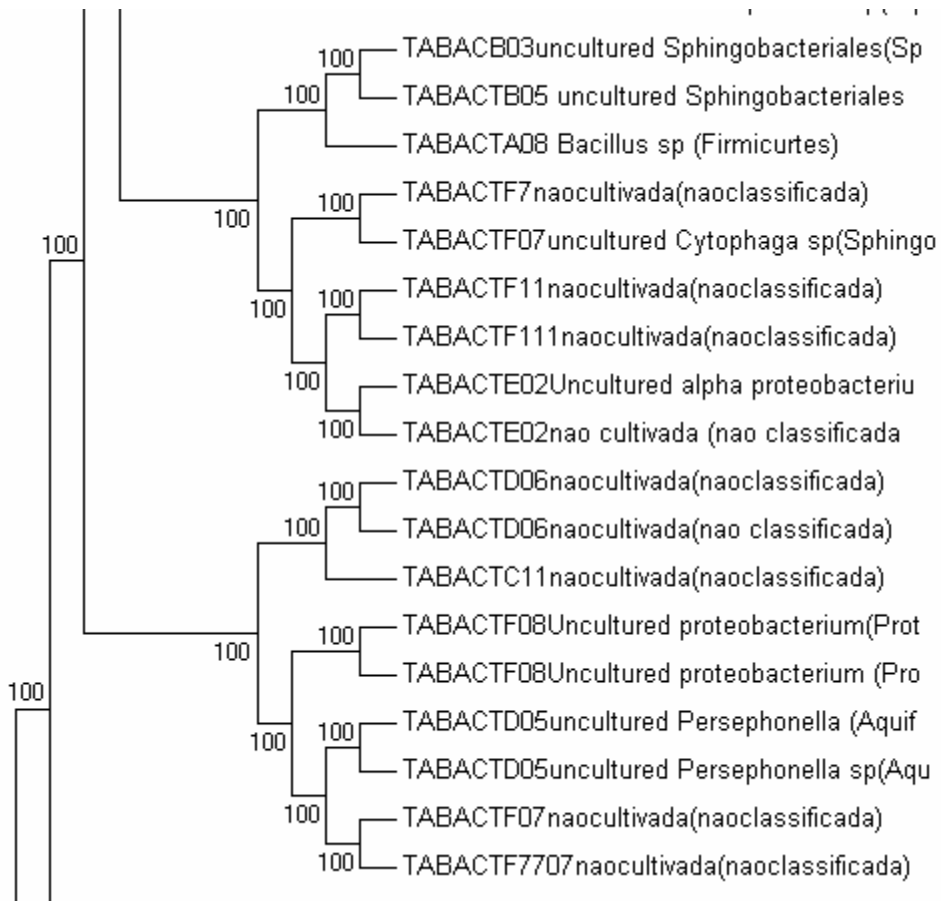 TABACB03uncultured Sphingobacteriales(Sp
100
100
TABACTB05 uncultured Sphingobacteriales
TABACTA08 Bacillus sp (Firmicurtes)
TABACTF7naocultivada(naoclassificada)
100
100
100
TABACTF07uncultured Cytophaga sp(Sphingo
TABACTF11naocultivada(naoclassificada)
100
100
TABACTF111naocultivada(naoclassificada)
100
TABACTE02Uncultured alpha proteobacteriu
100
TABACTE02nao cultivada (nao classificada
TABACTD06naocultivada(naoclassificada)
100
100
TABACTD06naocultivada(nao classificada)
TABACTC11naocultivada(naoclassificada)
TABACTF08Uncultured proteobacterium(Prot
100
100
TABACTF08Uncultured proteobacterium (Pro
100
TABACTD05uncultured Persephonella (Aquif
100
100
TABACTD05uncultured Persephonella sp(Aqu
100
TABACTF07naocultivada(naoclassificada)
100
TABACTF7707naocultivada(naoclassificada)